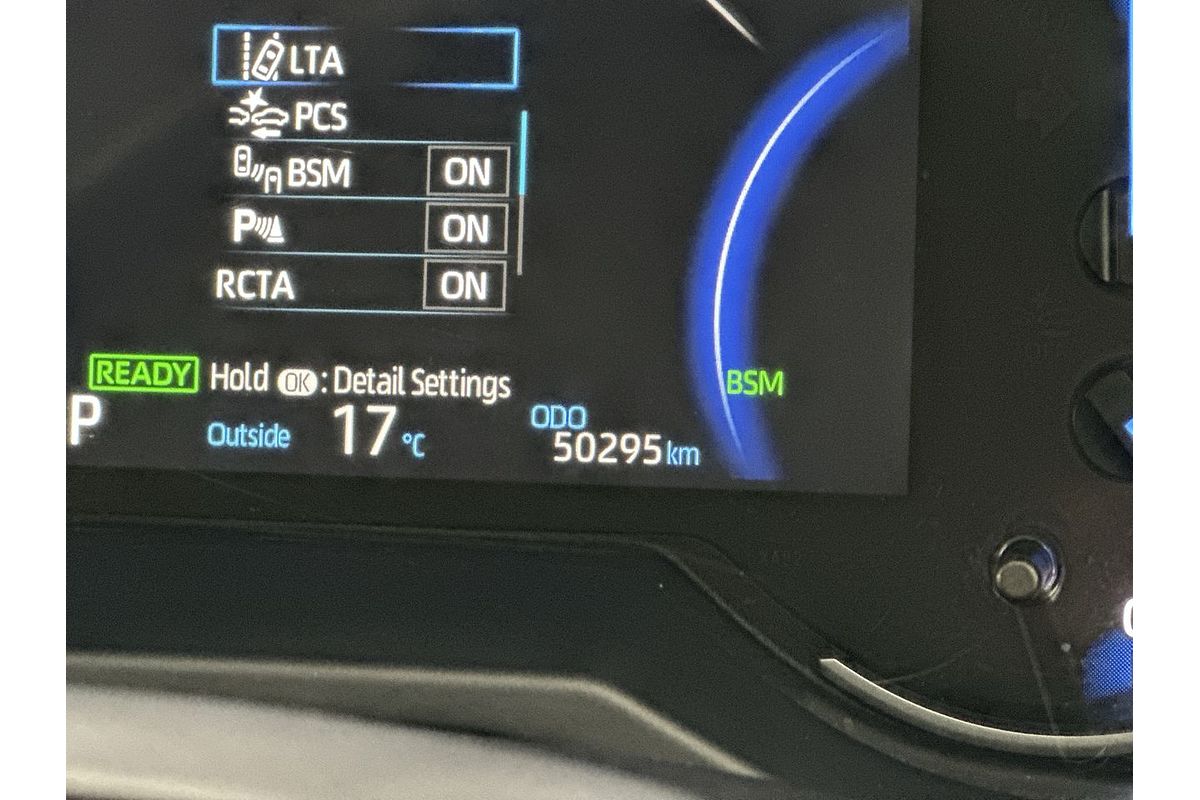 LTA
PCS
BSM ON
P ON
RCTA ON
READY Hold OK : Detail Settings
BSM
P Outside 17 °C ODO 50295 km